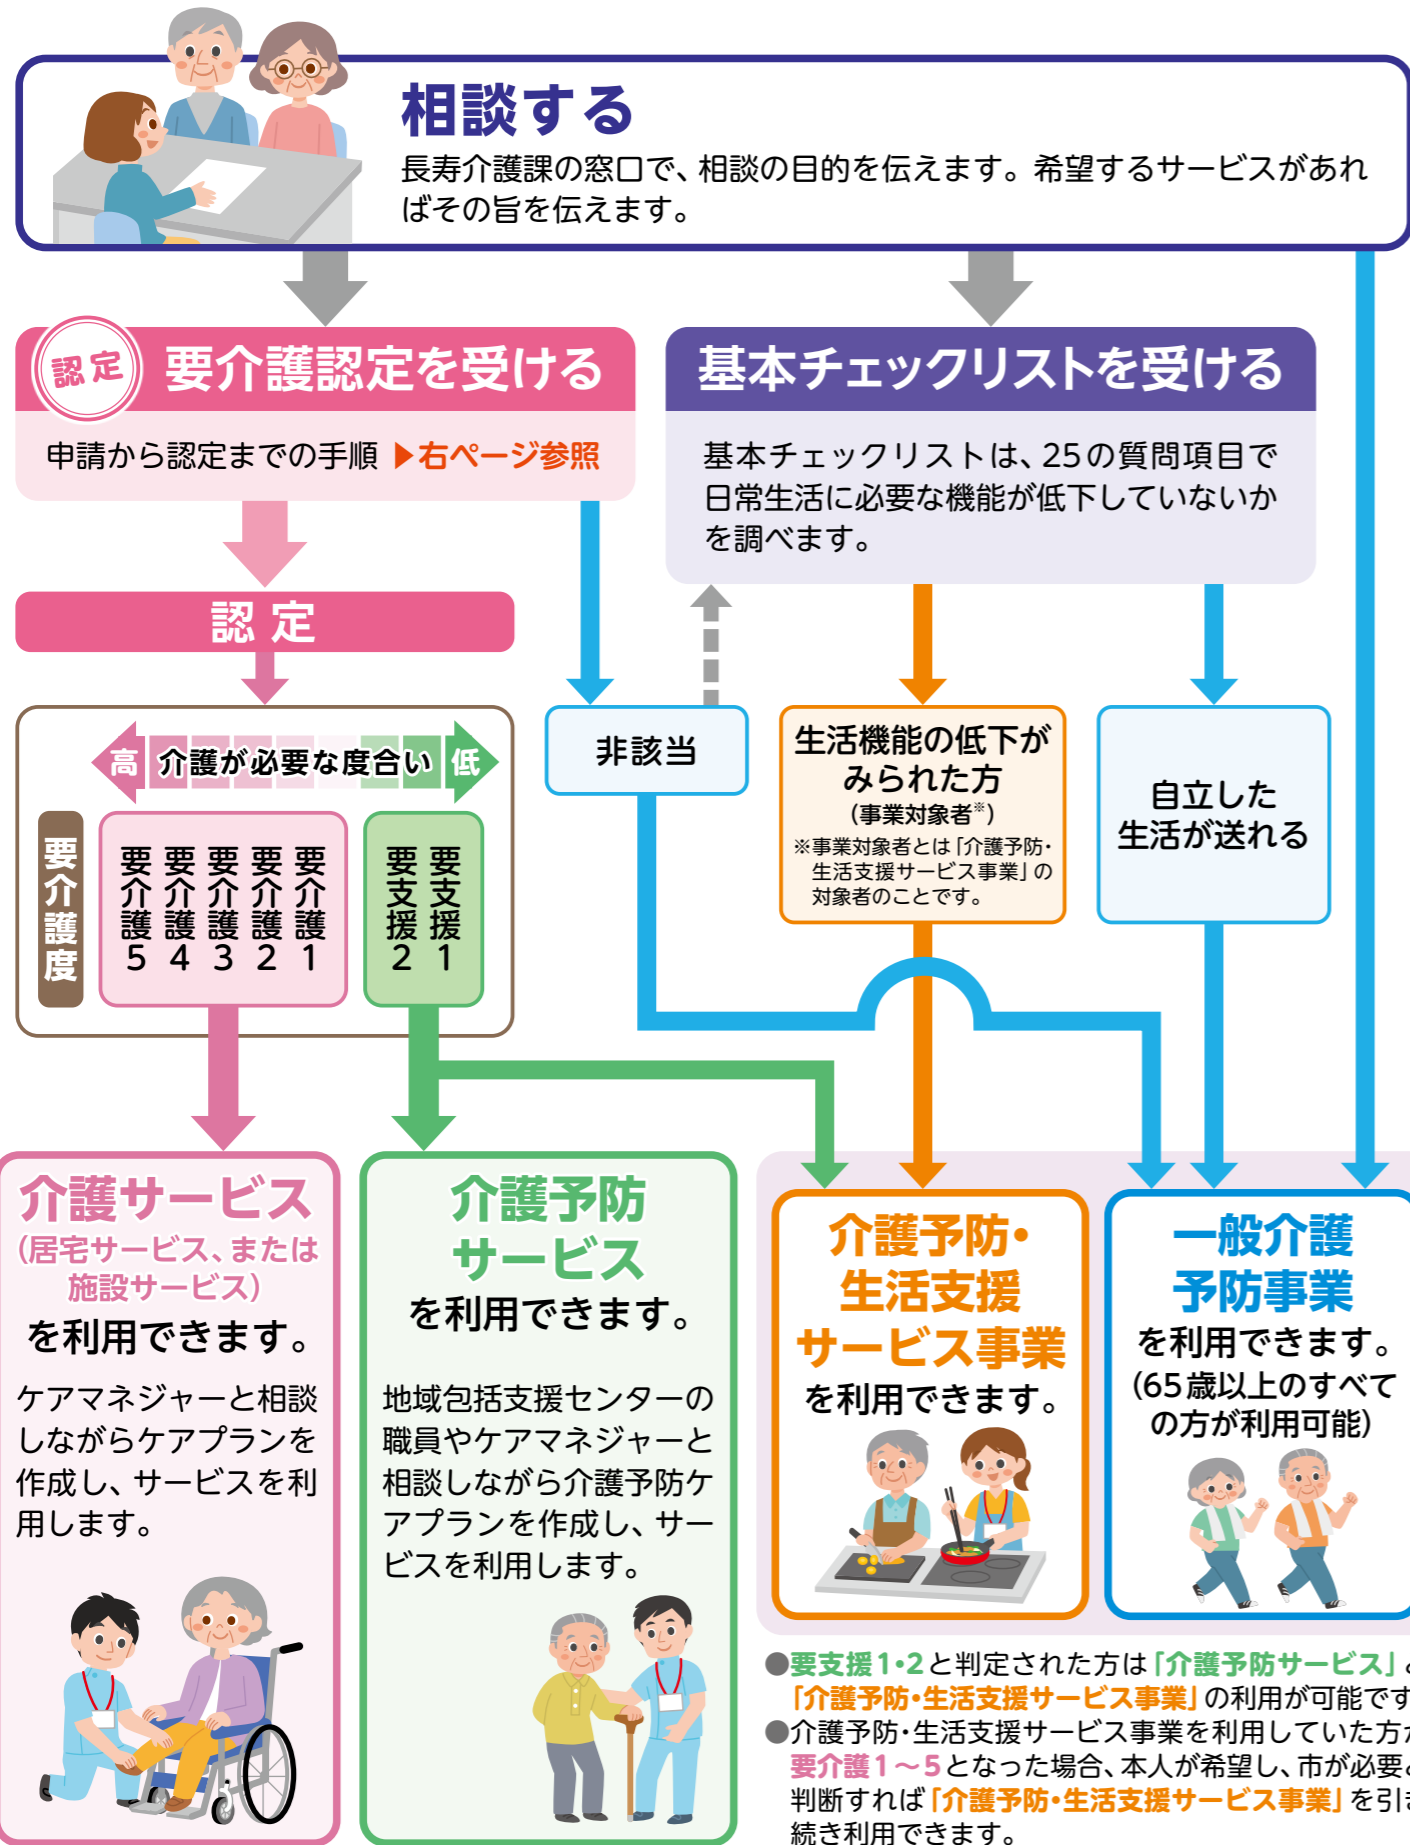 相談する
長寿介護課の窓口で、相談の目的を伝えます。希望するサービスがあれ
ばその旨を伝えます。
認定
要介護認定を受ける
申請から認定までの手順 ▶右ページ参照
基本チェックリストを受ける
基本チェックリストは、25の質問項目で
日常生活に必要な機能が低下していないか
を調べます。
認定
高 介護が必要な度合い 低
要介護度
要介護5
要介護4
要介護3
要介護2
要介護1
要支援2
要支援1
非該当
生活機能の低下が
みられた方
(事業対象者※)
※事業対象者とは「介護予防・
生活支援サービス事業」の
対象者のことです。
自立した
生活が送れる
介護サービス
(居宅サービス、または
施設サービス)
を利用できます。
ケアマネジャーと相談
しながらケアプランを
作成し、サービスを利
用します。
介護予防
サービス
を利用できます。
地域包括支援センターの
職員やケアマネジャーと
相談しながら介護予防ケ
アプランを作成し、サー
ビスを利用します。
介護予防・
生活支援
サービス事業
を利用できます。
一般介護
予防事業
を利用できます。
(65歳以上のすべて
の方が利用可能)
●要支援1・2と判定された方は「介護予防サービス」
「介護予防・生活支援サービス事業」の利用が可能です
●介護予防・生活支援サービス事業を利用していた方
要介護1〜5となった場合、本人が希望し、市が必要
判断すれば「介護予防・生活支援サービス事業」を引
続き利用できます。